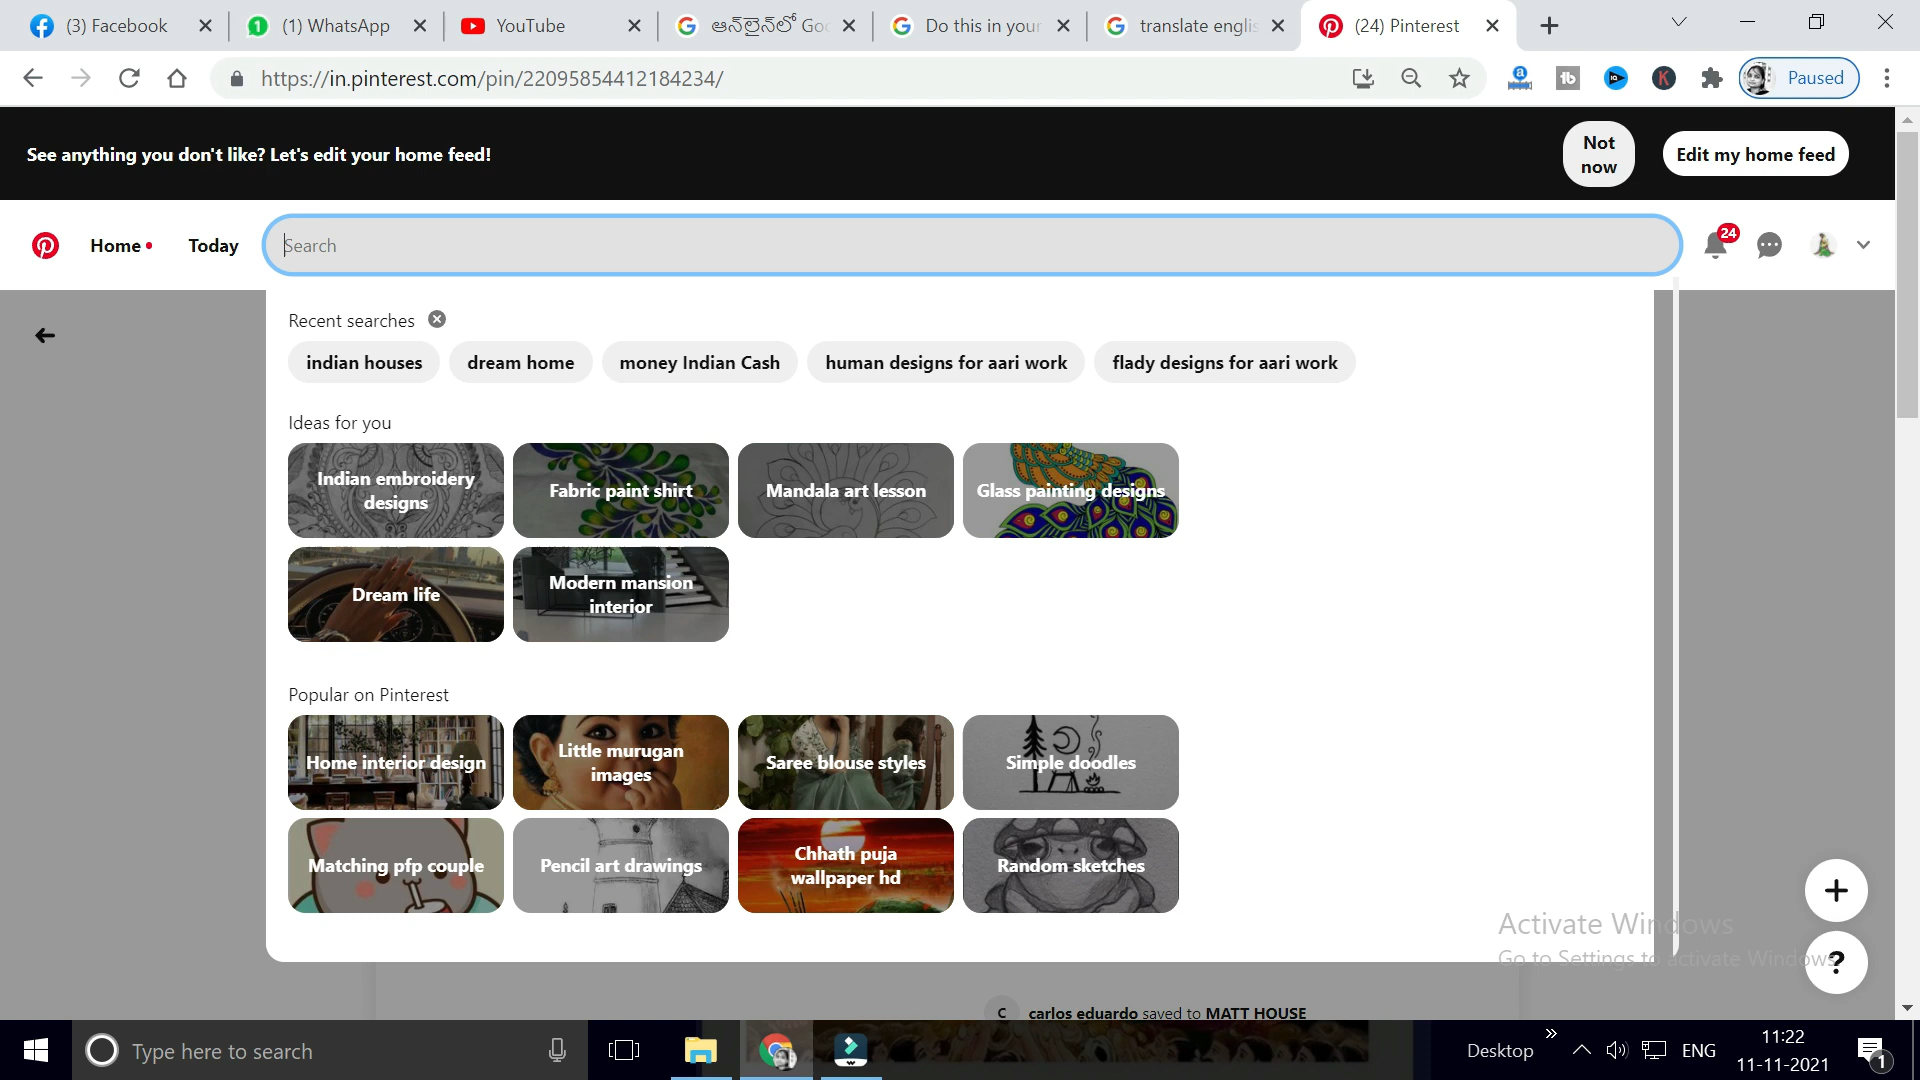 (3) Facebook
(1) WhatsApp
YouTube
ఆన్‌లైన్‌లో Goo
Do this in your
translate englis
(24) Pinterest
https://in.pinterest.com/pin/22095854412184234/
Paused
See anything you don't like? Let's edit your home feed!
Not now
Edit my home feed
Home
Today
Search
24
Recent searches
indian houses
dream home
money Indian Cash
human designs for aari work
flady designs for aari work
Ideas for you
Indian embroidery
designs
Fabric paint shirt
Mandala art lesson
Glass painting designs
Dream life
Modern mansion
interior
Popular on Pinterest
Home interior design
Little murugan
images
Saree blouse styles
Simple doodles
Matching pfp couple
Pencil art drawings
Chhath puja
wallpaper hd
Random sketches
Activate Windows
Go to Settings to activate Windows.
C carlos eduardo saved to MATT HOUSE
Type here to search
Desktop
ENG
11:22
11-11-2021
1